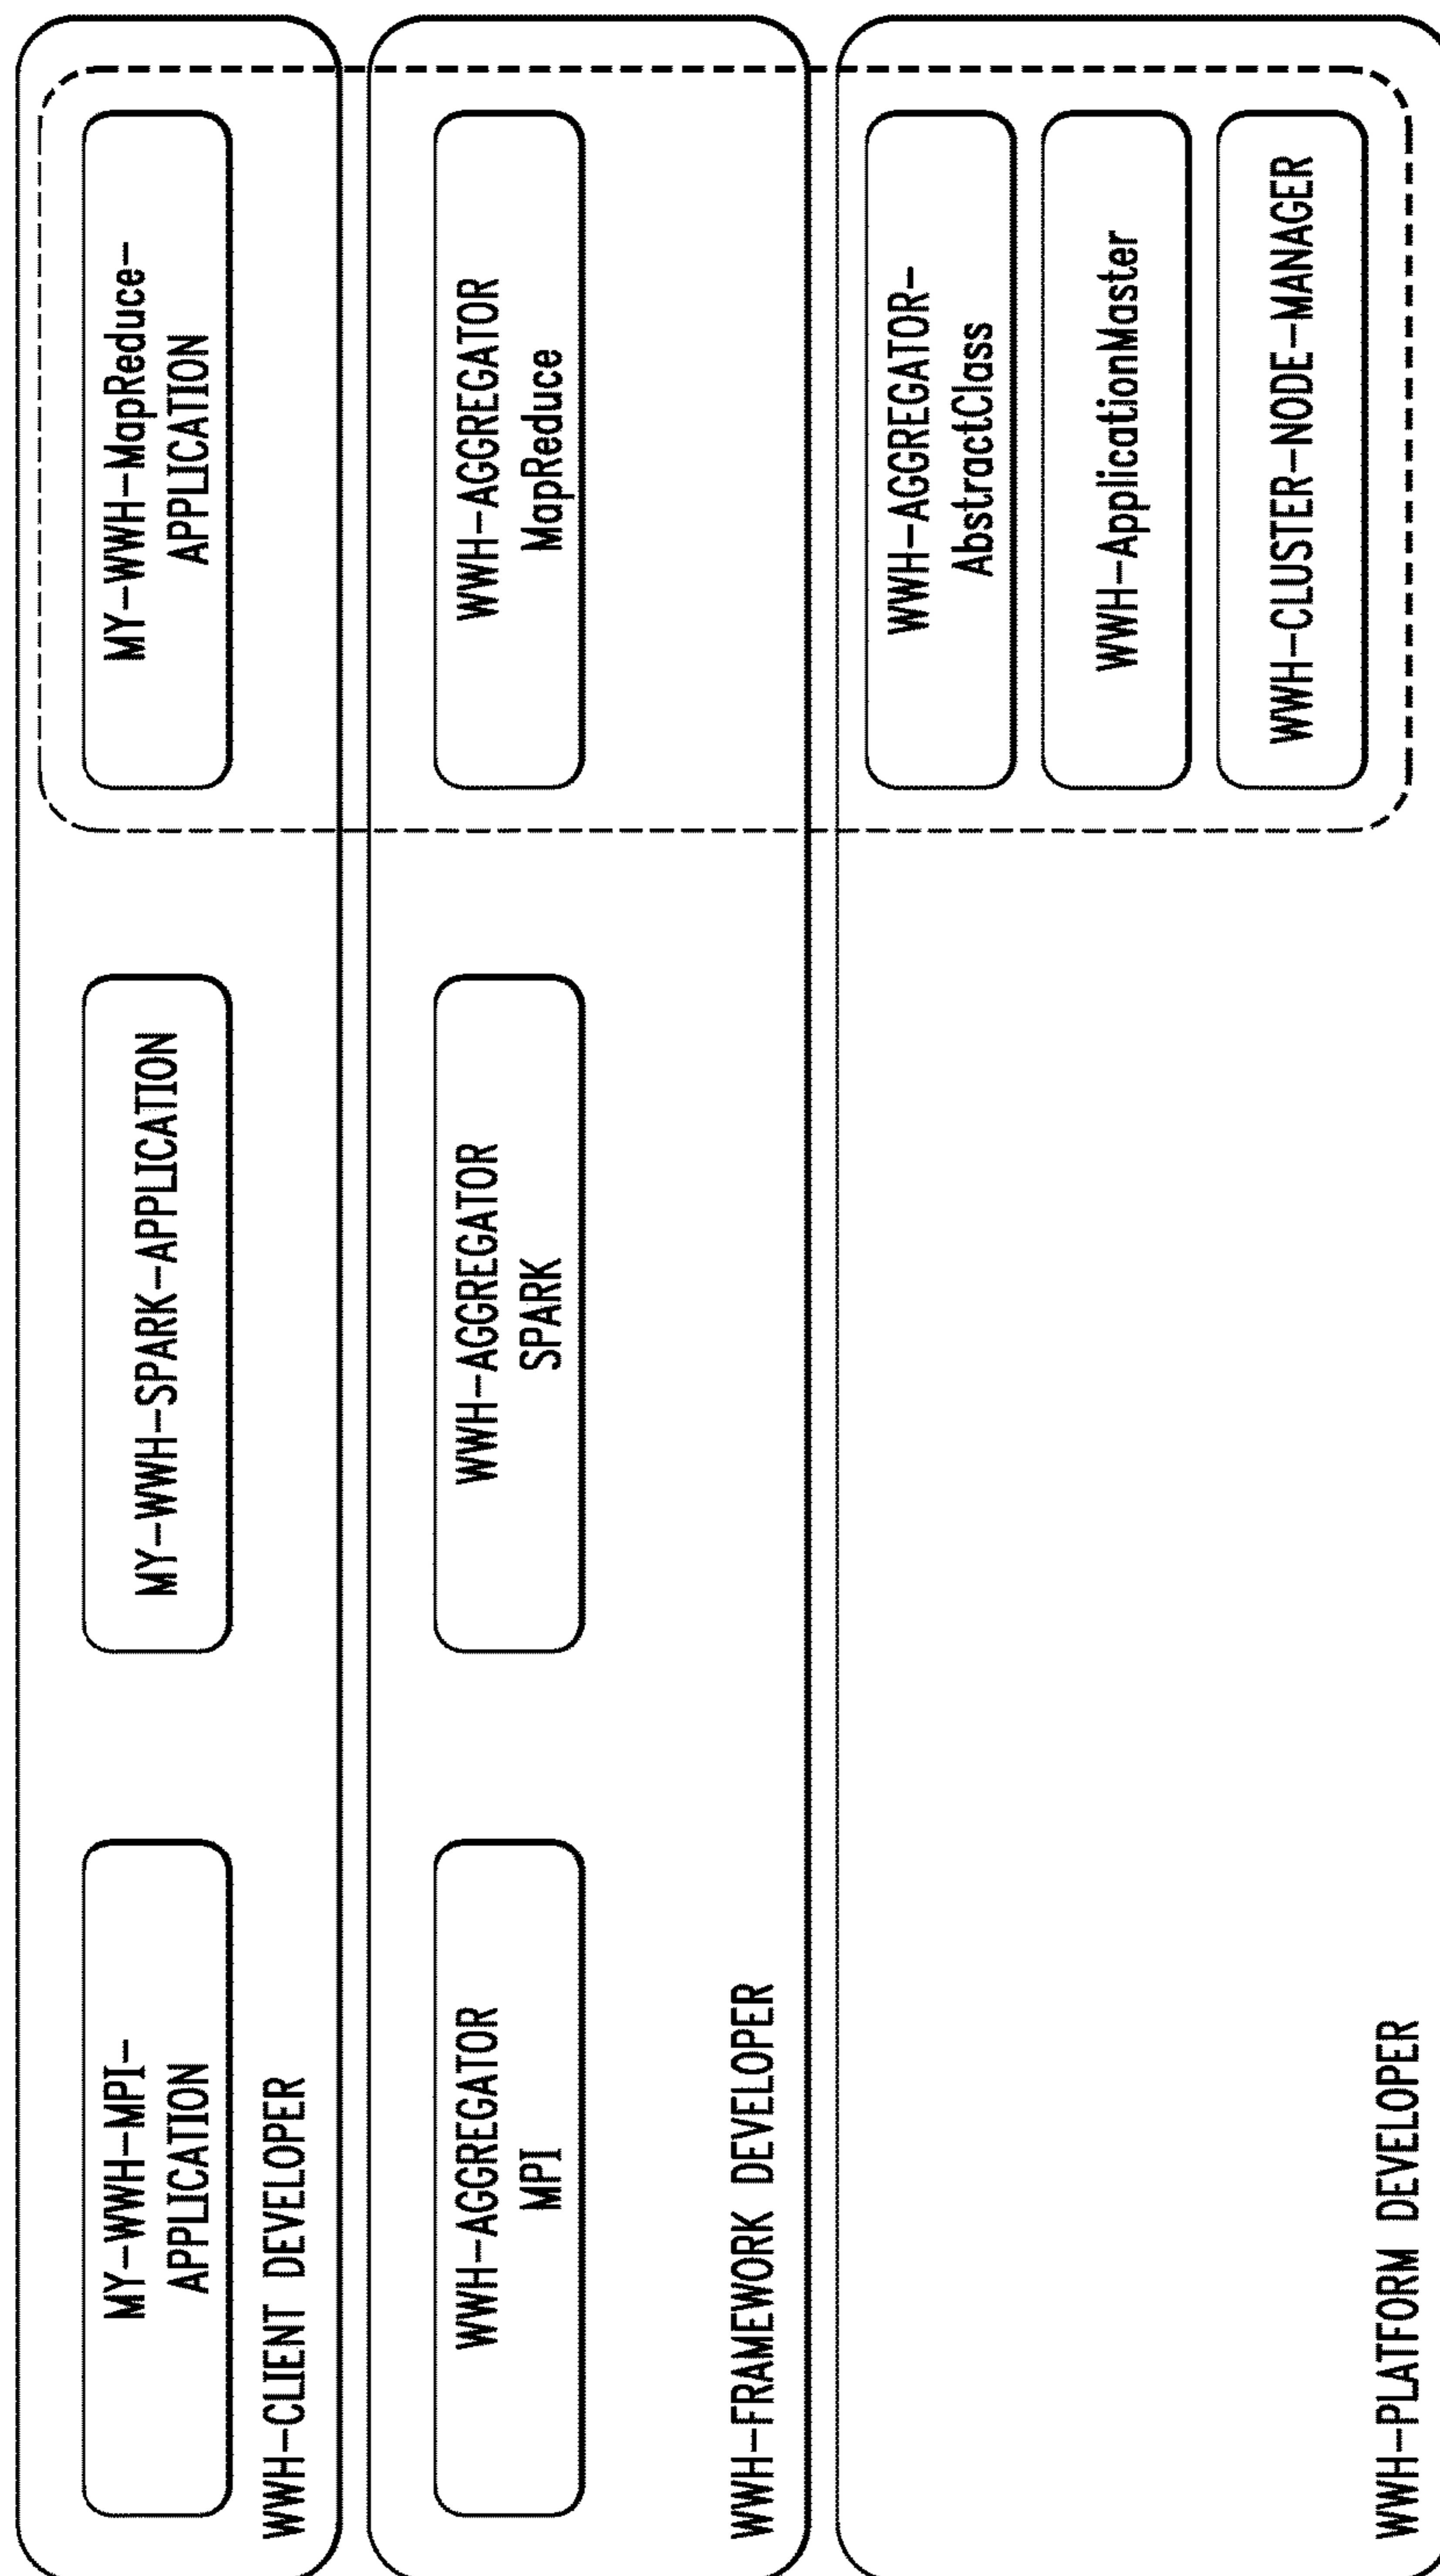 MY-WWH-MPI-
APPLICATION
MY-WWH-SPARK-APPLICATION
MY-WWH-MapReduce-
APPLICATION
WWH-CLIENT DEVELOPER
WWH-AGGREGATOR
MPI
WWH-AGGREGATOR
SPARK
WWH-AGGREGATOR
MapReduce
WWH-FRAMEWORK DEVELOPER
WWH-AGGREGATOR-
AbstractClass
WWH-ApplicationMaster
WWH-CLUSTER-NODE-MANAGER
WWH-PLATFORM DEVELOPER